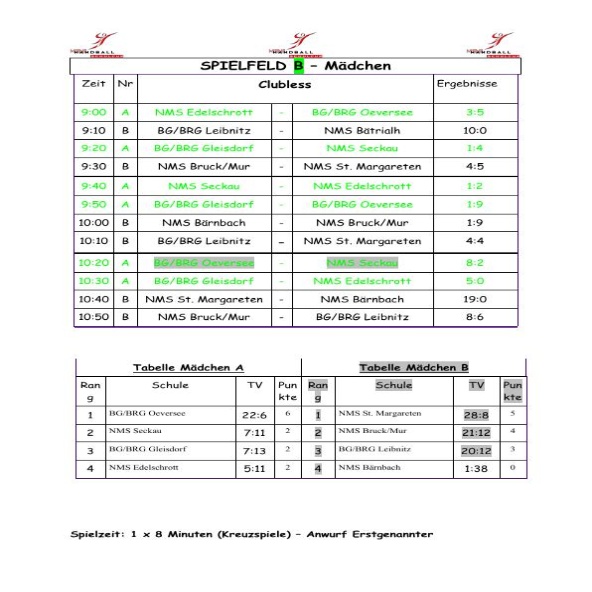 HANDBALL HANDBALL HANDBALL
SPIELFELD B – Mädchen
Zeit Nr Clubless Ergebnisse
9:00 A NMS Edelschrott - BG/BRG Oeversee 3:5
9:10 B BG/BRG Leibnitz - NMS Bätrialh 10:0
9:20 A BG/BRG Gleisdorf - NMS Seckau 1:4
9:30 B NMS Bruck/Mur - NMS St. Margareten 4:5
9:40 A NMS Seckau - NMS Edelschrott 1:2
9:50 A BG/BRG Gleisdorf - BG/BRG Oeversee 1:9
10:00 B NMS Bärnbach - NMS Bruck/Mur 1:9
10:10 B BG/BRG Leibnitz - NMS St. Margareten 4:4
10:20 A BG/BRG Oeversee - NMS Seckau 8:2
10:30 A BG/BRG Gleisdorf - NMS Edelschrott 5:0
10:40 B NMS St. Margareten - NMS Bärnbach 19:0
10:50 B NMS Bruck/Mur - BG/BRG Leibnitz 8:6
Tabelle Mädchen A Tabelle Mädchen B
Ran Schule TV Pun Ran Schule TV Pun
g kte g kte
1 BG/BRG Oeversee 22:6 6 1 NMS St. Margareten 28:8 5
2 NMS Seckau 7:11 2 2 NMS Bruck/Mur 21:12 4
3 BG/BRG Gleisdorf 7:13 2 3 BG/BRG Leibnitz 20:12 3
4 NMS Edelschrott 5:11 2 4 NMS Bärnbach 1:38 0
Spielzeit: 1 x 8 Minuten (Kreuzspiele) – Anwurf Erstgenannter